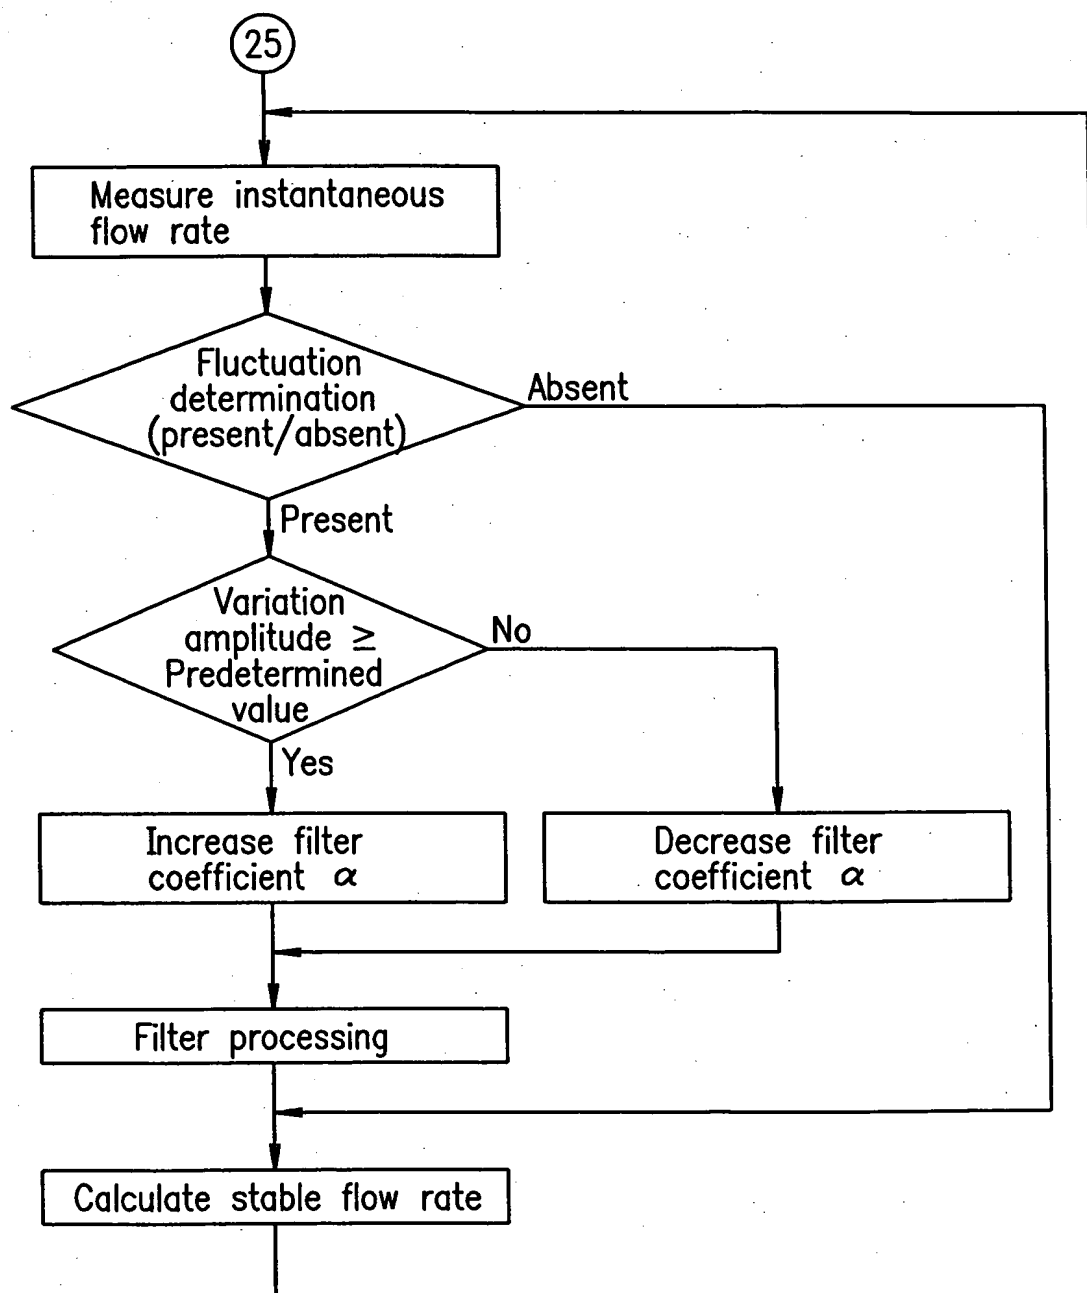 25
Measure instantaneous
flow rate
Fluctuation
determination
(present/absent)
Absent
Present
Variation
amplitude ≥
Predetermined
value
No
Yes
Increase filter
coefficient α
Decrease filter
coefficient α
Filter processing
Calculate stable flow rate